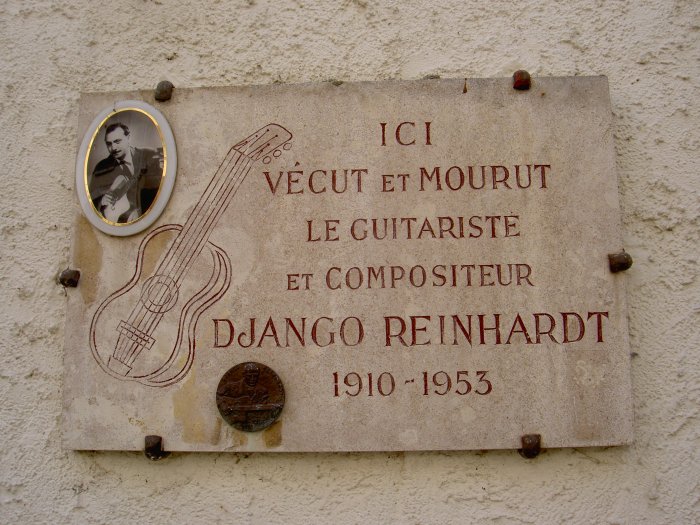 ICI
VÉCUT ET MOURUT
LE GUITARISTE
ET COMPOSITEUR
DJANGO REINHARDT
1910-1953